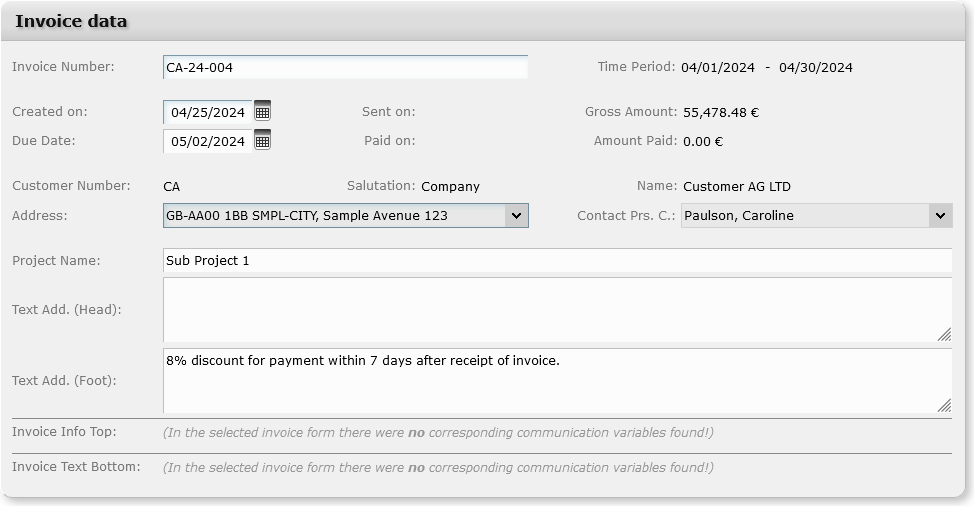 Invoice data
Invoice Number: CA-24-004 Time Period: 04/01/2024 - 04/30/2024
Created on: 04/25/2024 Sent on: Gross Amount: 55,478.48 €
Due Date: 05/02/2024 Paid on: Amount Paid: 0.00 €
Customer Number: CA Salutation: Company Name: Customer AG LTD
Address: GB-AA00 1BB SMPL-CITY, Sample Avenue 123 Contact Prs. C.: Paulson, Caroline
Project Name: Sub Project 1
Text Add. (Head):
8% discount for payment within 7 days after receipt of invoice.
Text Add. (Foot):
Invoice Info Top: (In the selected invoice form there were no corresponding communication variables found!)
Invoice Text Bottom: (In the selected invoice form there were no corresponding communication variables found!)